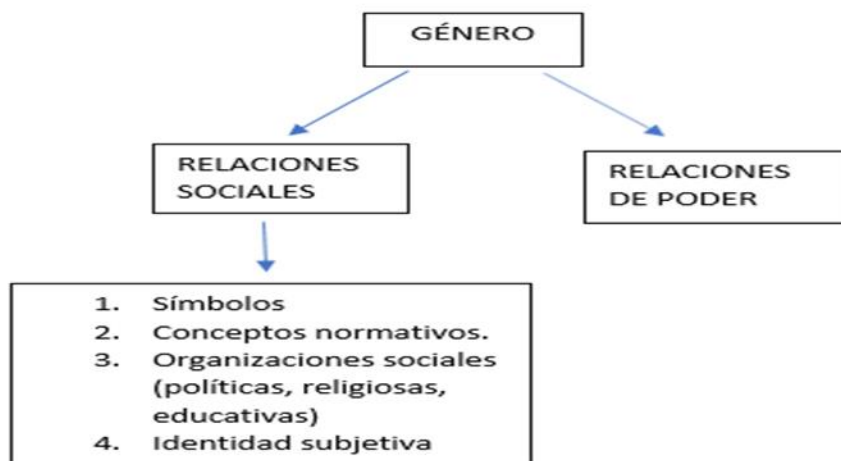 GÉNERO
RELACIONES
SOCIALES
RELACIONES
DE PODER
1. Símbolos
2. Conceptos normativos.
3. Organizaciones sociales
(políticas, religiosas,
educativas)
4. Identidad subjetiva